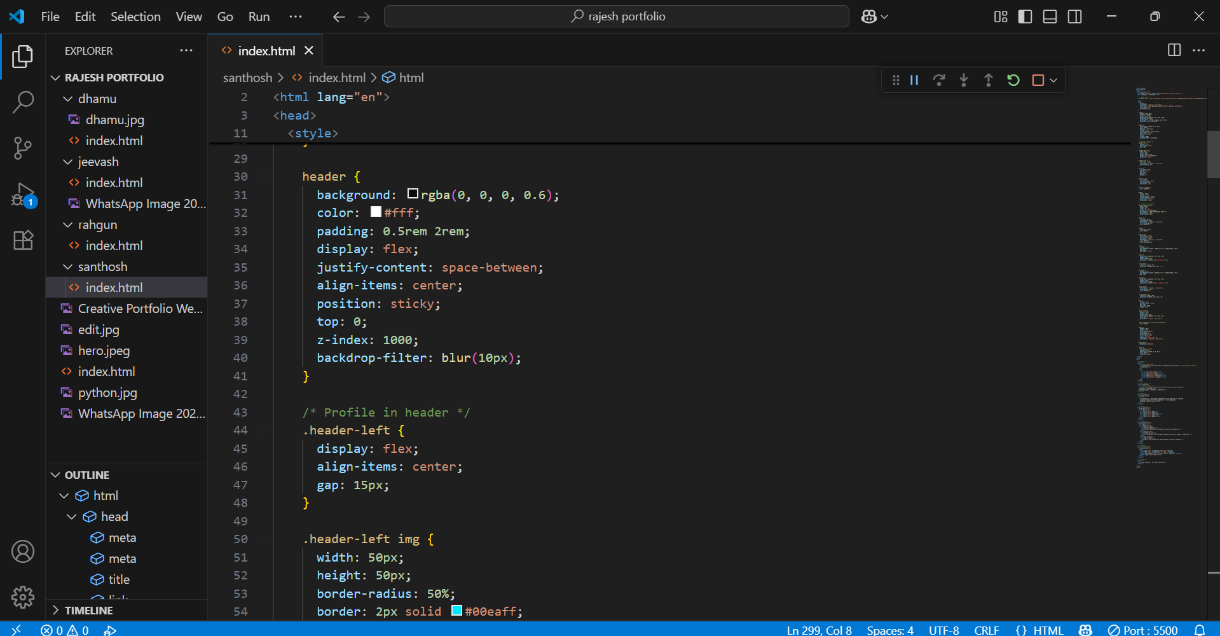 File Edit Selection View Go Run ··· rajesh portfolio
EXPLORER ···
RAJESH PORTFOLIO
dhamu
dhamu.jpg
index.html
jeevash
index.html
WhatsApp Image 20...
rahgun
index.html
santhosh
index.html
Creative Portfolio We...
edit.jpg
hero.jpeg
index.html
python.jpg
WhatsApp Image 202...
OUTLINE
html
head
meta
meta
title
TIMELINE
1
index.html
santhosh > index.html > html
2 <html lang="en">
3 <head>
11 <style>
29
30 header {
31 background: rgba(0, 0, 0, 0.6);
32 color: #fff;
33 padding: 0.5rem 2rem;
34 display: flex;
35 justify-content: space-between;
36 align-items: center;
37 position: sticky;
38 top: 0;
39 z-index: 1000;
40 backdrop-filter: blur(10px);
41 }
42
43 /* Profile in header */
44 .header-left {
45 display: flex;
46 align-items: center;
47 gap: 15px;
48 }
49
50 .header-left img {
51 width: 50px;
52 height: 50px;
53 border-radius: 50%;
54 border: 2px solid #00eaff;
0 0 Ln 299, Col 8 Spaces: 4 UTF-8 CRLF {} HTML Port : 5500